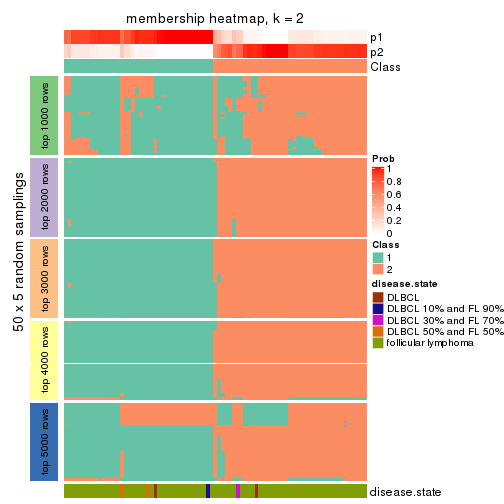 membership heatmap, k = 2
p1
p2
Class
50 x 5 random samplings
top 1000 rows
top 2000 rows
top 3000 rows
top 4000 rows
top 5000 rows
Prob
1
0.8
0.6
0.4
0.2
0
Class
1
2
disease.state
DLBCL
DLBCL 10% and FL 90%
DLBCL 30% and FL 70%
DLBCL 50% and FL 50%
follicular lymphoma
disease.state